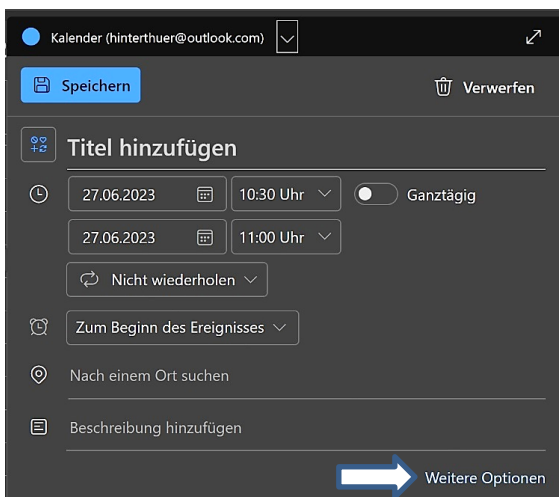 Kalender (hinterthuer@outlook.com)
Speichern
Verwerfen
Titel hinzufügen
27.06.2023 10:30 Uhr Ganztägig
27.06.2023 11:00 Uhr
Nicht wiederholen
Zum Beginn des Ereignisses
Nach einem Ort suchen
Beschreibung hinzufügen
Weitere Optionen